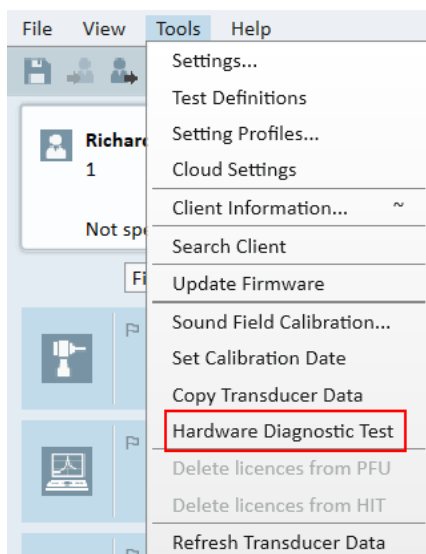 File View Tools Help
Settings...
Test Definitions
Richard
Setting Profiles...
1
Cloud Settings
Client Information... ~
Not spe
Search Client
Fi
Update Firmware
Sound Field Calibration...
Set Calibration Date
Copy Transducer Data
Hardware Diagnostic Test
Delete licences from PFU
Delete licences from HIT
Refresh Transducer Data